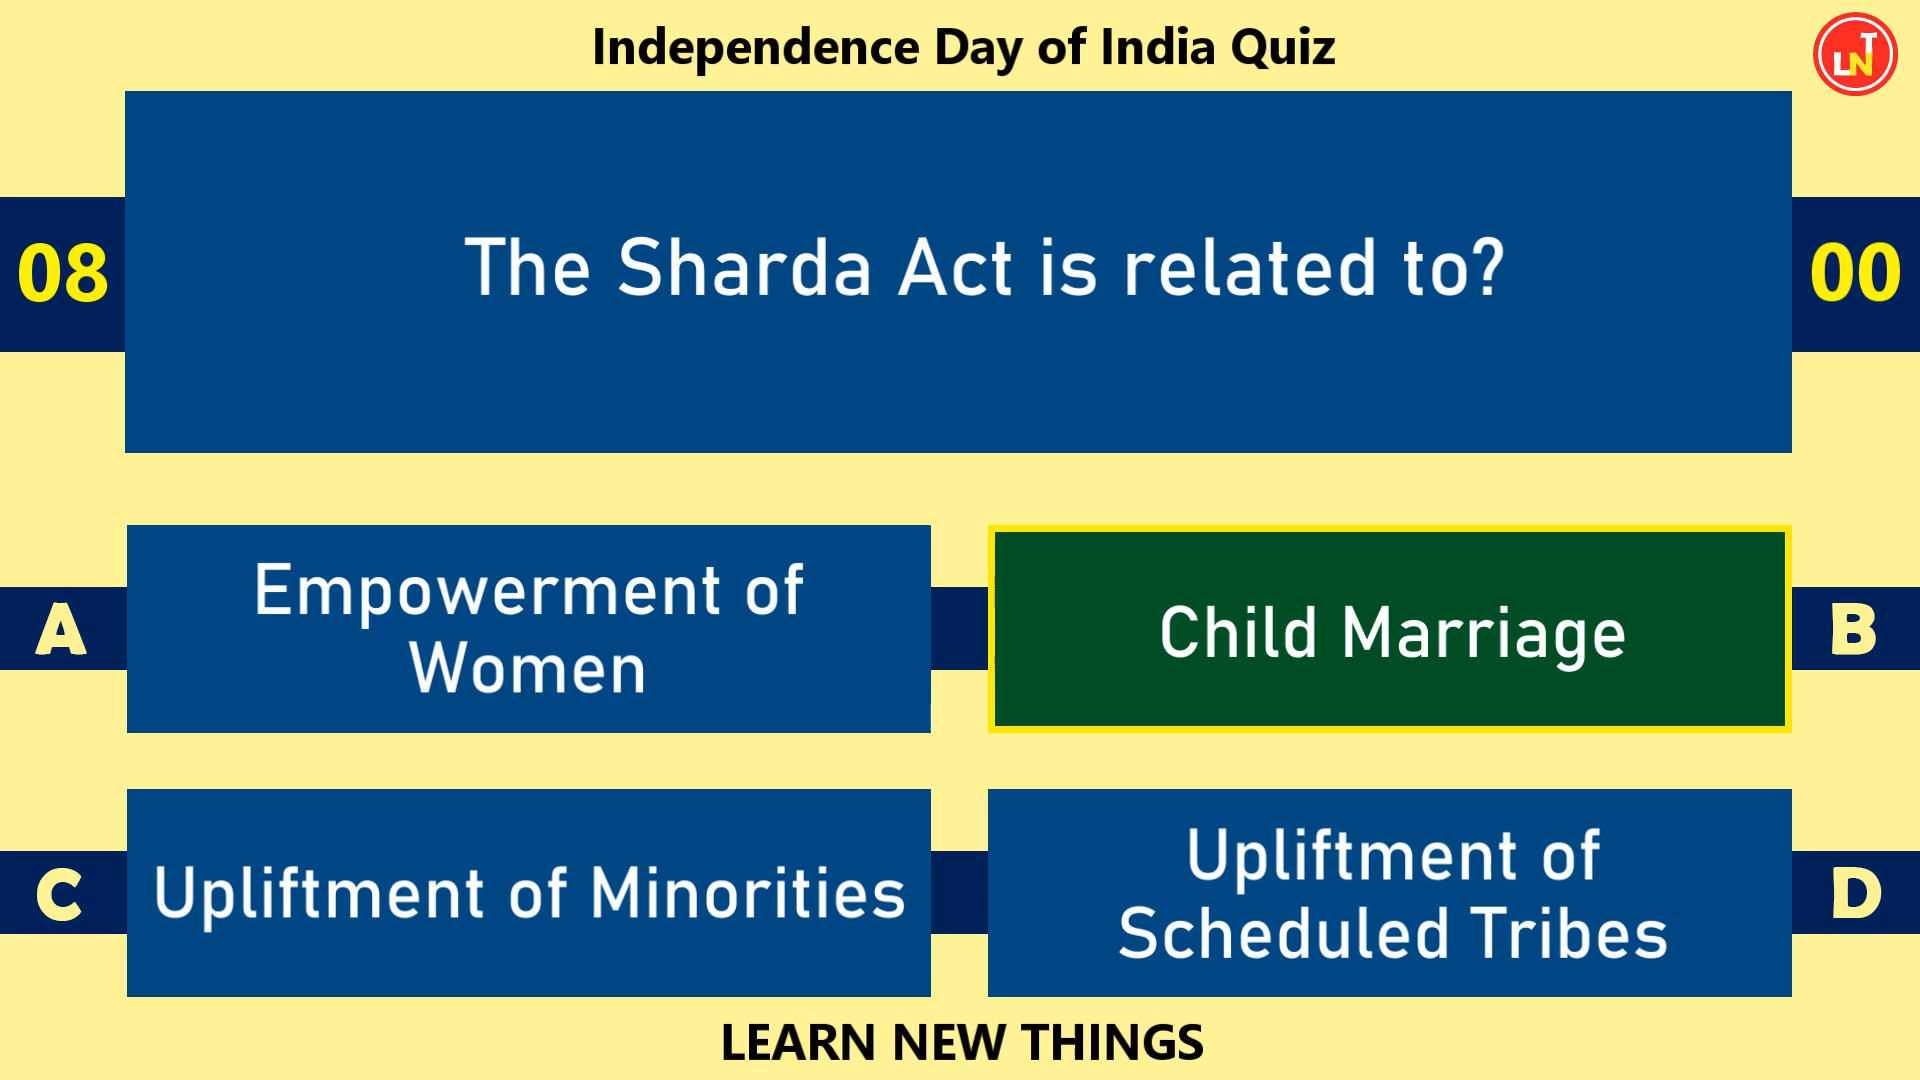 Independence Day of India Quiz
LNT
08
The Sharda Act is related to?
00
A
Empowerment of
Women
Child Marriage
B
C
Upliftment of Minorities
Upliftment of
Scheduled Tribes
D
LEARN NEW THINGS